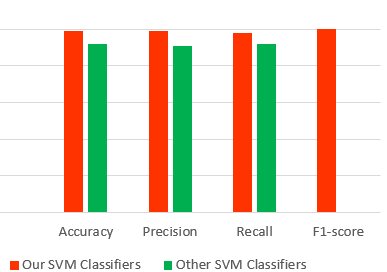 Accuracy Precision Recall F1-score
Our SVM Classifiers Other SVM Classifiers